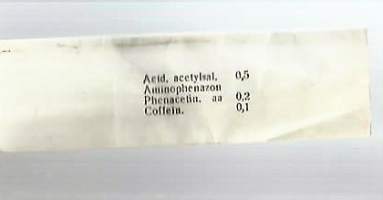 Acid, acetylsal, 0,5
Aminophenazon
Phenacetin, aa 0,2
Coffein, 0,1